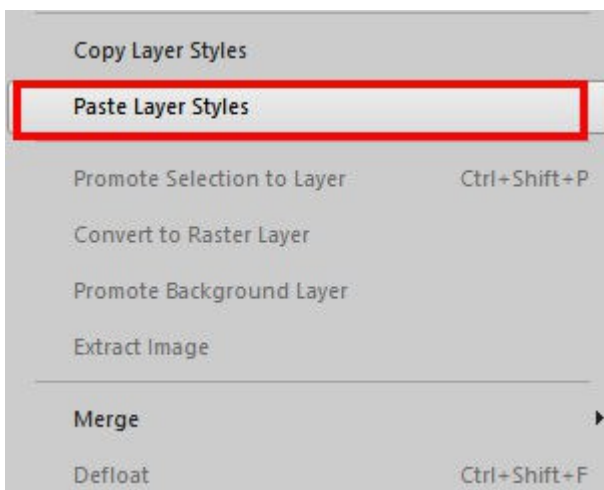 Copy Layer Styles
Paste Layer Styles
Promote Selection to Layer Ctrl+Shift+P
Convert to Raster Layer
Promote Background Layer
Extract Image
Merge
Defloat Ctrl+Shift+F